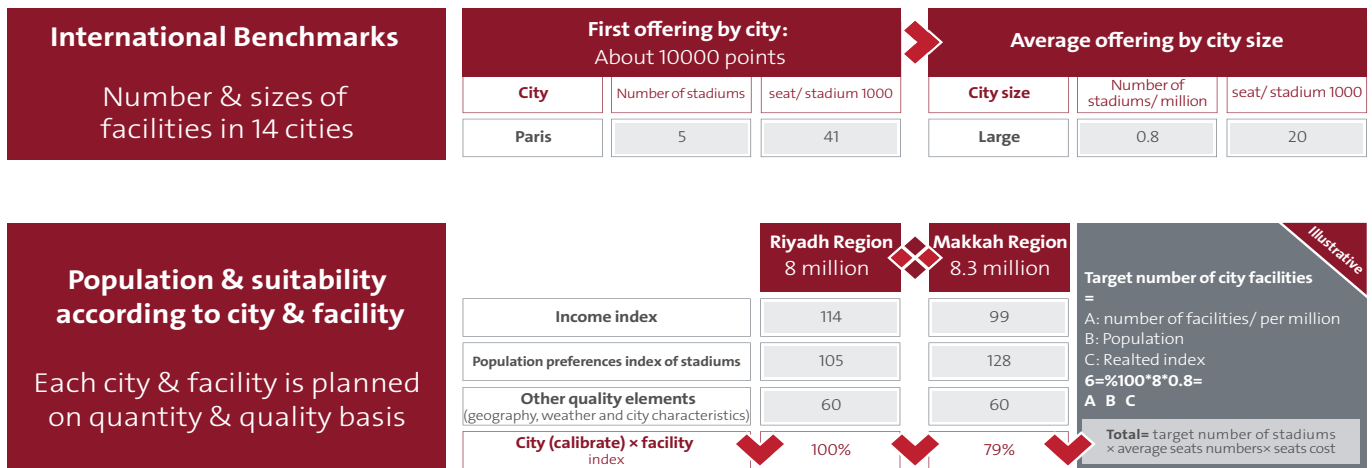 International Benchmarks
Number & sizes of
facilities in 14 cities
First offering by city:
About 10000 points
City
Number of stadiums
seat/ stadium 1000
Paris
5
41
Average offering by city size
City size
Number of
stadiums/ million
seat/ stadium 1000
Large
0.8
20
Population & suitability
according to city & facility
Each city & facility is planned
on quantity & quality basis
Riyadh Region
8 million
Makkah Region
8.3 million
Income index
114
99
Population preferences index of stadiums
105
128
Other quality elements
(geography, weather and city characteristics)
60
60
City (calibrate) × facility
index
100%
79%
Illustrative
Target number of city facilities
=
A: number of facilities/ per million
B: Population
C: Realted index
6=%100*8*0.8=
A B C
Total= target number of stadiums
× average seats numbers× seats cost